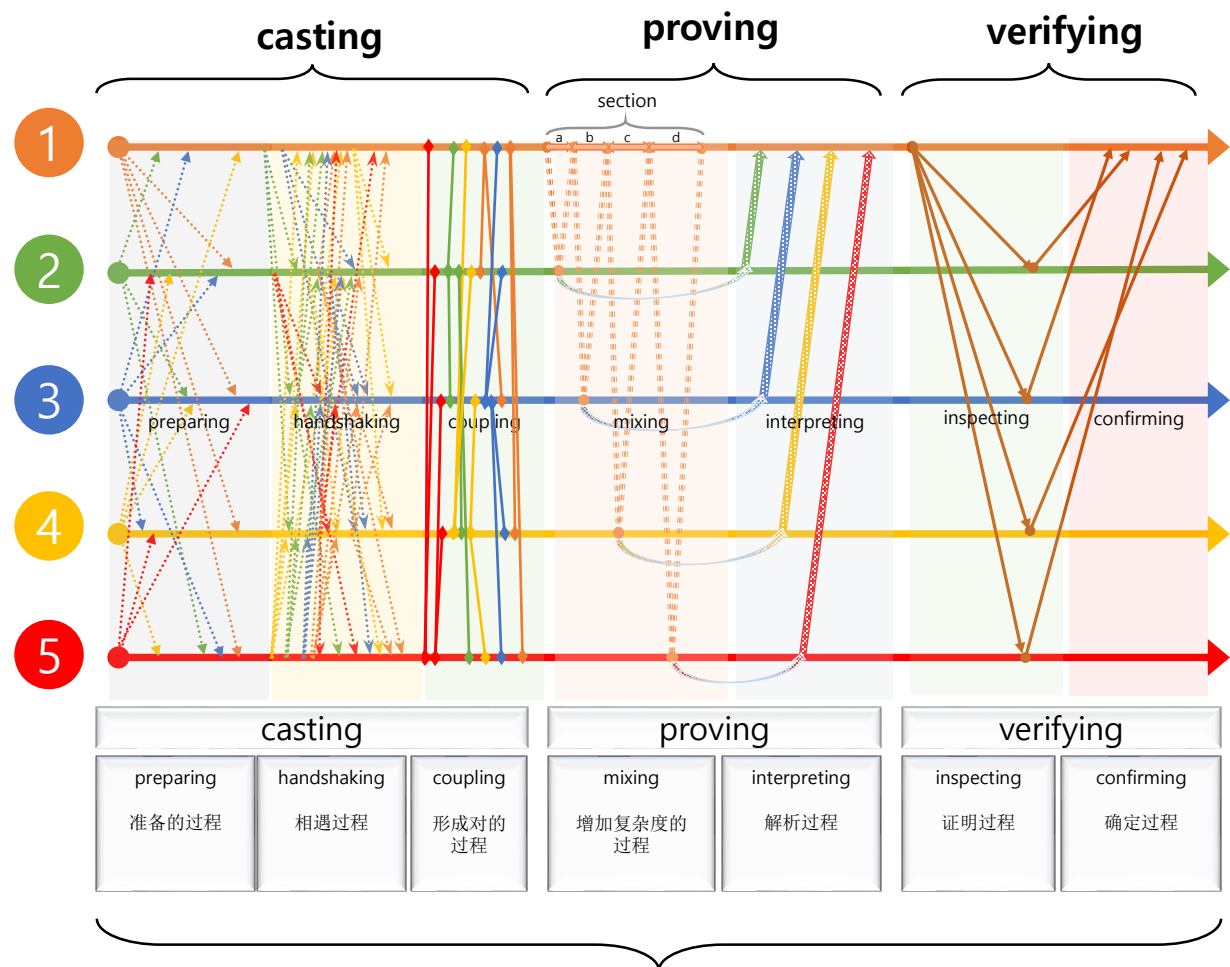 casting
proving
verifying
section
a b c d
1
2
3
preparing
handshaking
coupling
mixing
interpreting
inspecting
confirming
4
5
casting
proving
verifying
preparing
准备的过程
handshaking
相遇过程
coupling
形成对的
过程
mixing
增加复杂度的
过程
interpreting
解析过程
inspecting
证明过程
confirming
确定过程